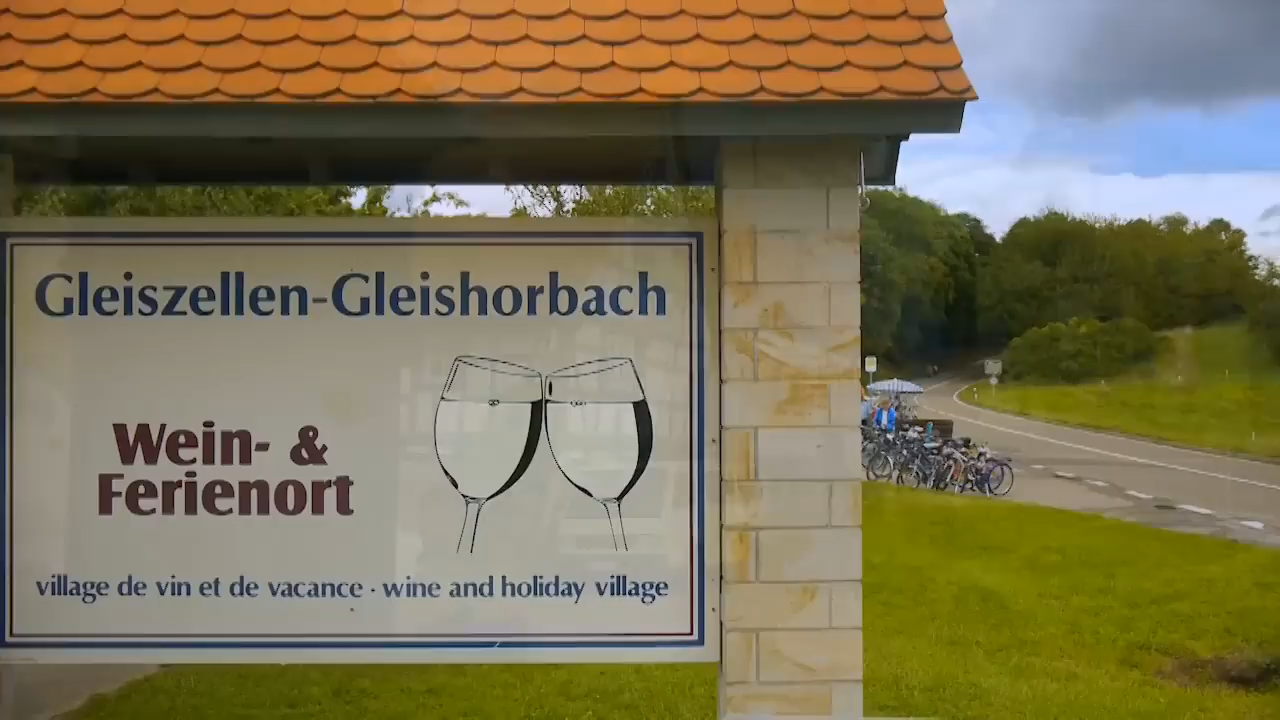 Gleiszellen-Gleishorbach
Wein- &
Ferienort
village de vin et de vacance · wine and holiday village